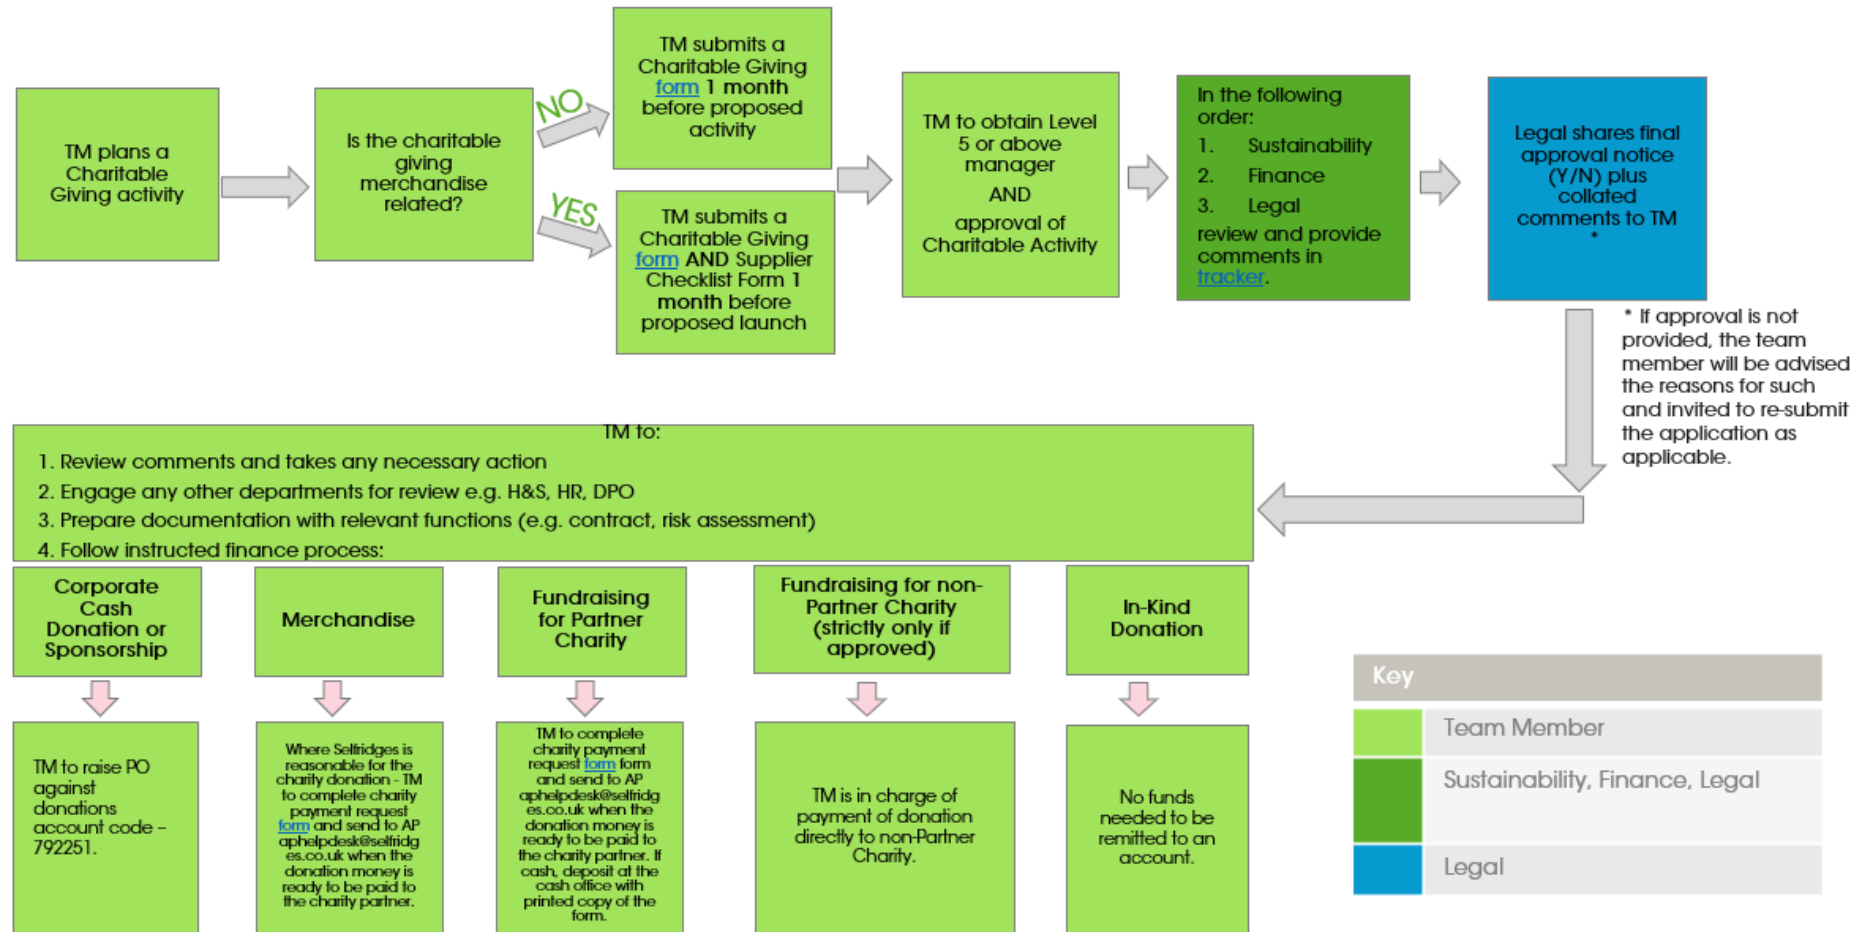 TM plans a
Charitable
Giving activity
Is the charitable
giving
merchandise
related?
NO
YES
TM submits a
Charitable Giving
form 1 month
before proposed
activity
TM submits a
Charitable Giving
form AND Supplier
Checklist Form 1
month before
proposed launch
TM to obtain Level
5 or above
manager
AND
approval of
Charitable Activity
In the following
order:
1. Sustainability
2. Finance
3. Legal
review and provide
comments in
tracker.
Legal shares final
approval notice
(Y/N) plus
collated
comments to TM
*
* If approval is not
provided, the team
member will be advised
the reasons for such
and invited to re-submit
the application as
applicable.
TM to:
1. Review comments and takes any necessary action
2. Engage any other departments for review e.g. H&S, HR, DPO
3. Prepare documentation with relevant functions (e.g. contract, risk assessment)
4. Follow instructed finance process:
Corporate
Cash
Donation or
Sponsorship
Merchandise
Fundraising
for Partner
Charity
Fundraising for non-
Partner Charity
(strictly only if
approved)
In-Kind
Donation
TM to raise PO
against
donations
account code –
792251.
Where Selfridges is
reasonable for the
charity donation - TM
to complete charity
payment request
form and send to AP
aphelpdesk@selfridg
es.co.uk when the
donation money is
ready to be paid to
the charity partner.
TM to complete
charity payment
request form form
and send to AP
aphelpdesk@selfridg
es.co.uk when the
donation money is
ready to be paid to
the charity partner. If
cash, deposit at the
cash office with
printed copy of the
form.
TM is in charge of
payment of donation
directly to non-Partner
Charity.
No funds
needed to be
remitted to an
account.
Key
Team Member
Sustainability, Finance, Legal
Legal